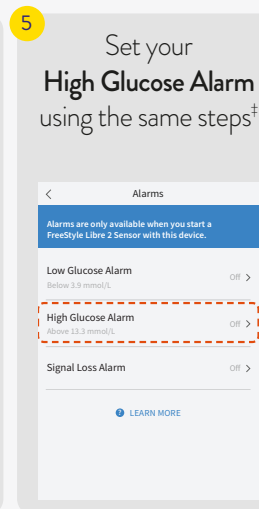 5
Set your
High Glucose Alarm
using the same steps‡
Alarms
Alarms are only available when you start a
FreeStyle Libre 2 Sensor with this device.
Low Glucose Alarm
Off
Below 3.9 mmol/L
High Glucose Alarm
Off
Above 13.3 mmol/L
Signal Loss Alarm
Off
? LEARN MORE